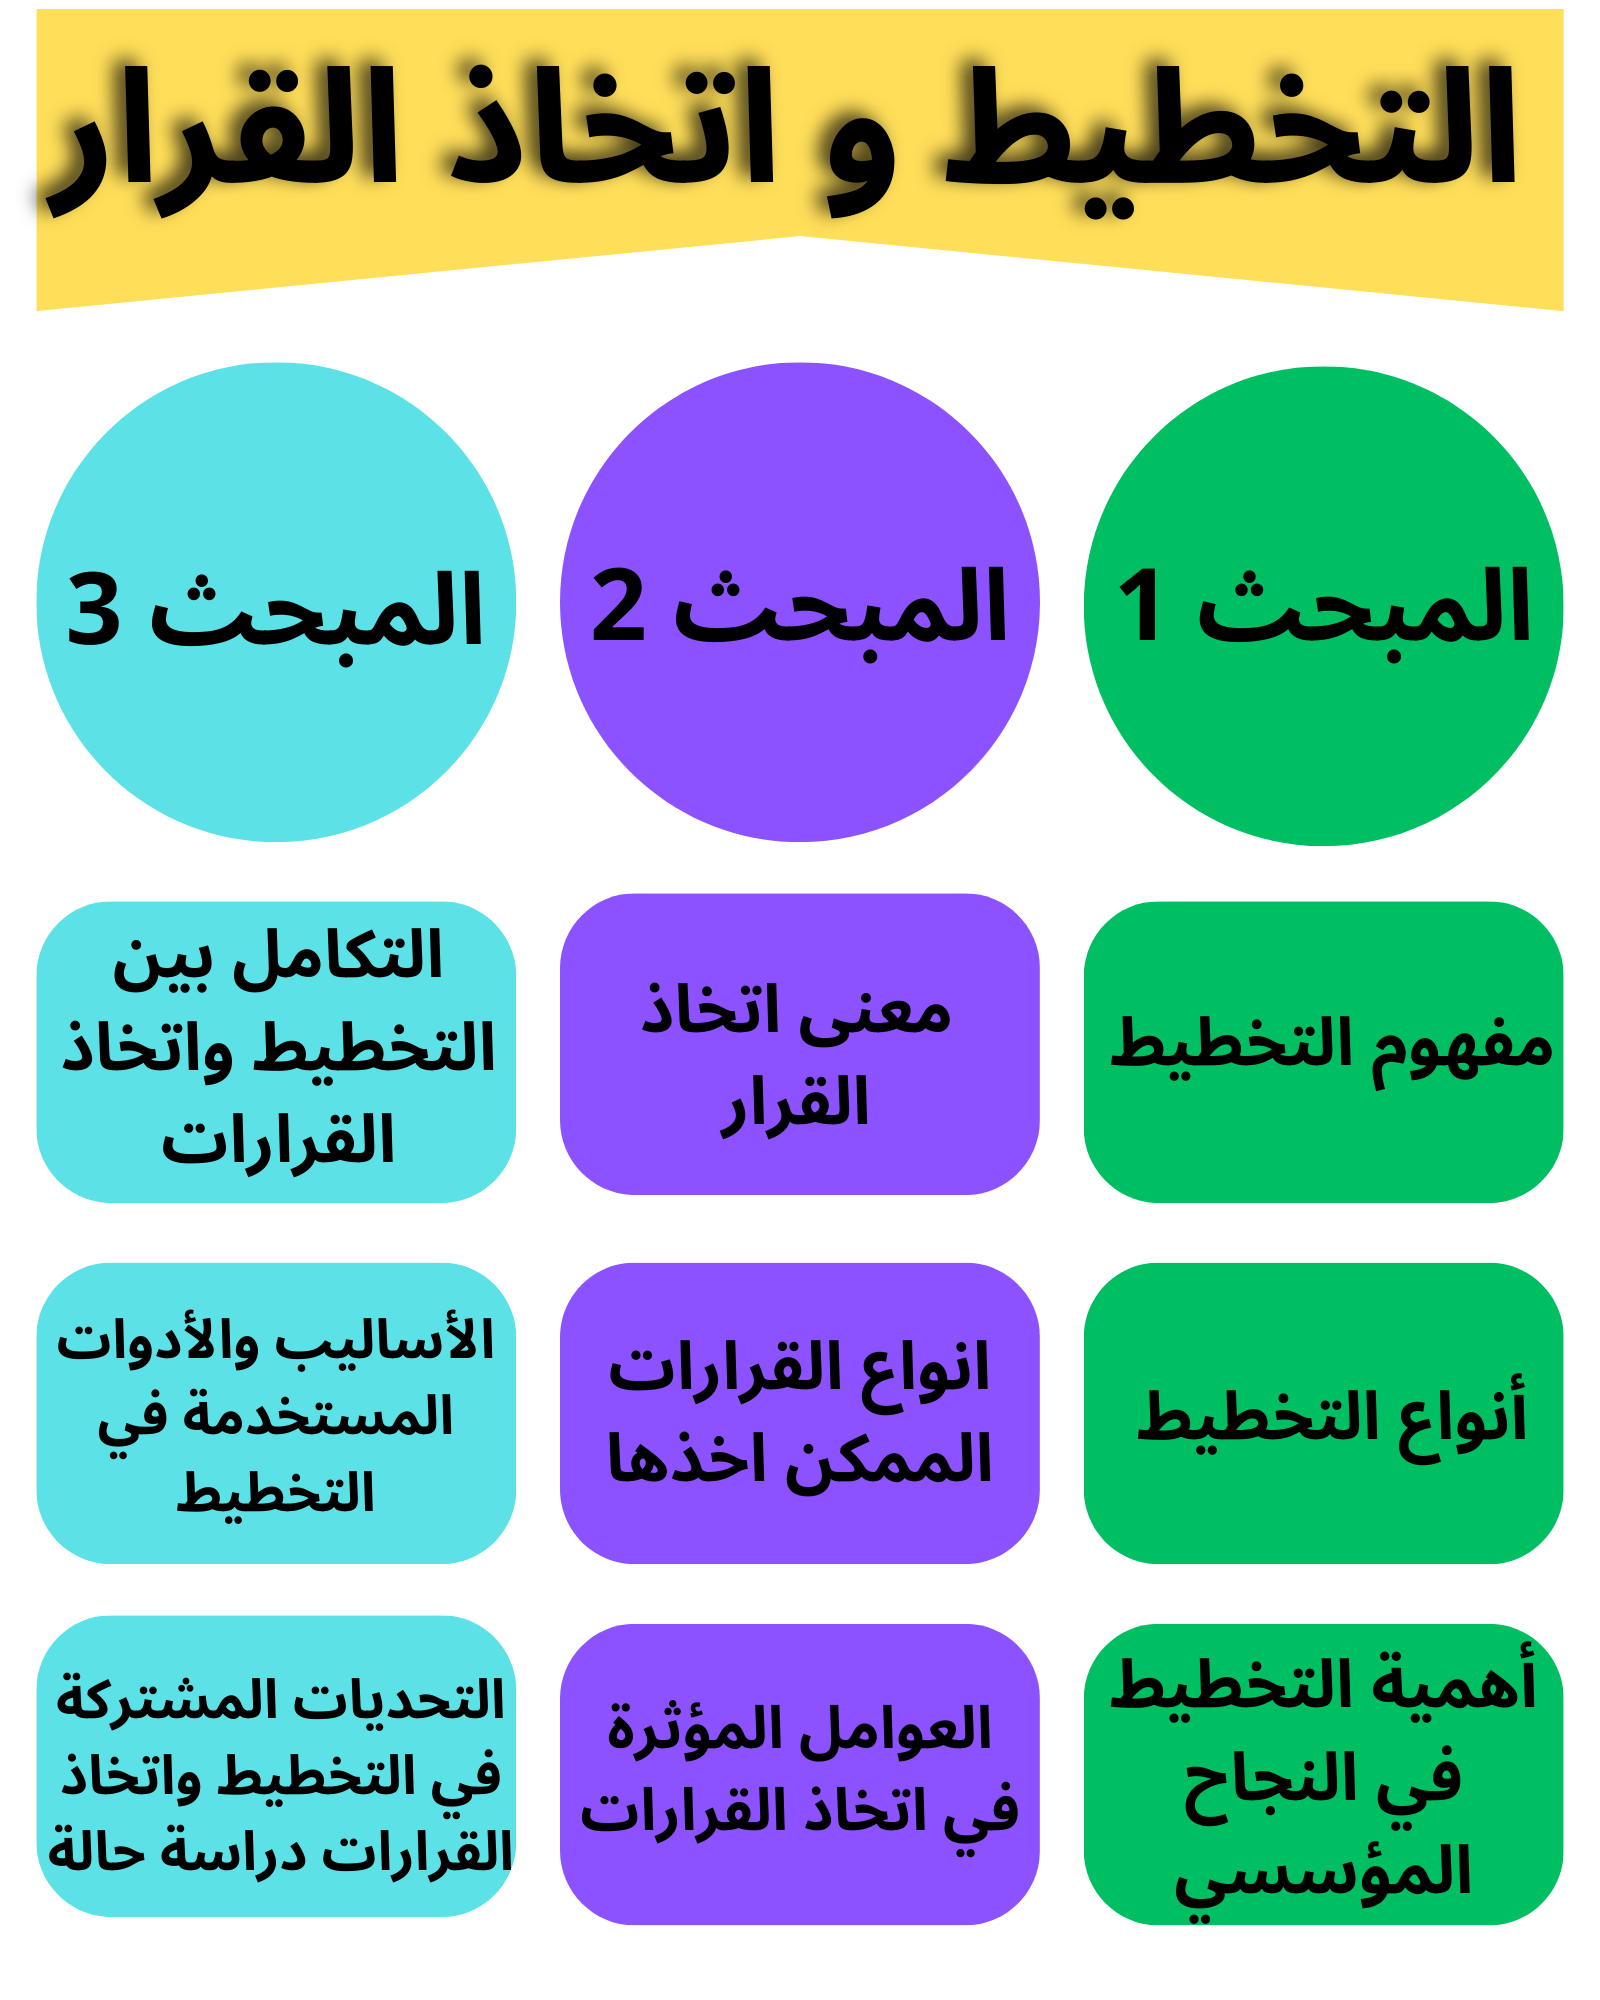 التخطيط و اتخاذ القرار
المبحث 1
المبحث 2
المبحث 3
مفهوم التخطيط
معنى اتخاذ
القرار
التكامل بين
التخطيط واتخاذ
القرارات
أنواع التخطيط
انواع القرارات
الممكن اخذها
الأساليب والأدوات
المستخدمة في
التخطيط
أهمية التخطيط
في النجاح
المؤسسي
العوامل المؤثرة
في اتخاذ القرارات
التحديات المشتركة
في التخطيط واتخاذ
القرارات دراسة حالة